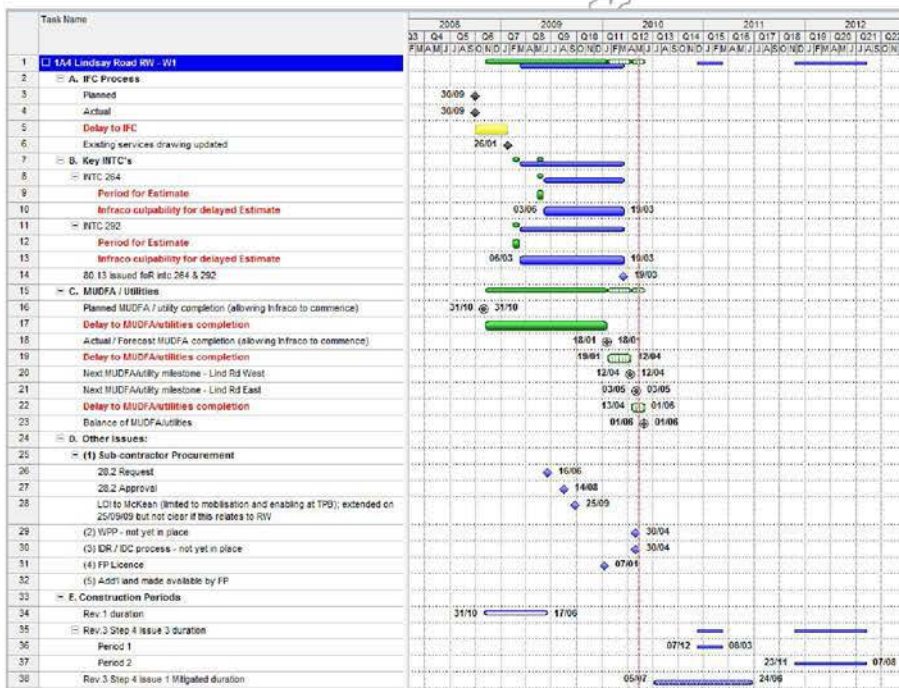 Task Name
2008 2009 2010 2011 2012
Q3 Q4 Q5 Q6 Q7 Q8 Q9 Q10 Q11 Q12 Q13 Q14 Q15 Q16 Q17 Q18 Q19 Q20 Q21 Q22
1 1A4 Lindsay Road RW - W1
2 A. IFC Process
3 Planned 30/09
4 Actual 30/09
5 Delay to IFC
6 Existing services drawing updated 26/01
7 B. Key INTC's
8 INTC 264
9 Period for Estimate
10 Infraco culpability for delayed Estimate 03/06 19/03
11 INTC 292
12 Period for Estimate
13 Infraco culpability for delayed Estimate 06/03 19/03
14 80.13 issued foR intc 264 & 292 19/03
15 C. MUDFA / Utilities
16 Planned MUDFA / utility completion (allowing Infraco to commence) 31/10 31/10
17 Delay to MUDFA/utilities completion
18 Actual / Forecast MUDFA completion (allowing Infraco to commence) 18/01 18/01
19 Delay to MUDFA/utilities completion 19/01 12/04
20 Next MUDFA/utility milestone - Lind Rd West 12/04 12/04
21 Next MUDFA/utility milestone - Lind Rd East 03/05 03/05
22 Delay to MUDFA/utilities completion 13/04 01/06
23 Balance of MUDFA/utilities 01/06 01/06
24 D. Other Issues:
25 (1) Sub-contractor Procurement
26 28.2 Request 16/06
27 28.2 Approval 14/08
28 LOI to McKean (limited to mobilisation and enabling at TPB); extended on
25/09/09 but not clear if this relates to RW 25/09
29 (2) WPP - not yet in place 30/04
30 (3) IDR / IDC process - not yet in place 30/04
31 (4) FP Licence 07/01
32 (5) Add'l land made available by FP
33 E. Construction Periods
34 Rev.1 duration 31/10 17/06
35 Rev.3 Step 4 Issue 3 duration
36 Period 1 07/12 08/03
37 Period 2 23/11 07/08
38 Rev.3 Step 4 Issue 1 Mitigated duration 05/07 24/06